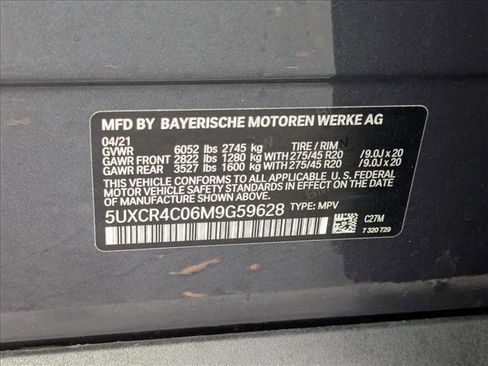 MFD BY BAYERISCHE MOTOREN WERKE AG
04/21 TIRE / RIM
GVWR 6052 lbs 2745 kg
GAWR FRONT 2822 lbs 1280 kg WITH 275/45 R20 /9.0J x 20
GAWR REAR 3527 lbs 1600 kg WITH 275/45 R20 /9.0J x 20
THIS VEHICLE CONFORMS TO ALL APPLICABLE U. S. FEDERAL
MOTOR VEHICLE SAFETY STANDARDS IN EFFECT
ON THE DATE OF MANUFACTURE SHOWN ABOVE.
5UXCR4C06M9G59628 TYPE: MPV
C27M
7 320 729